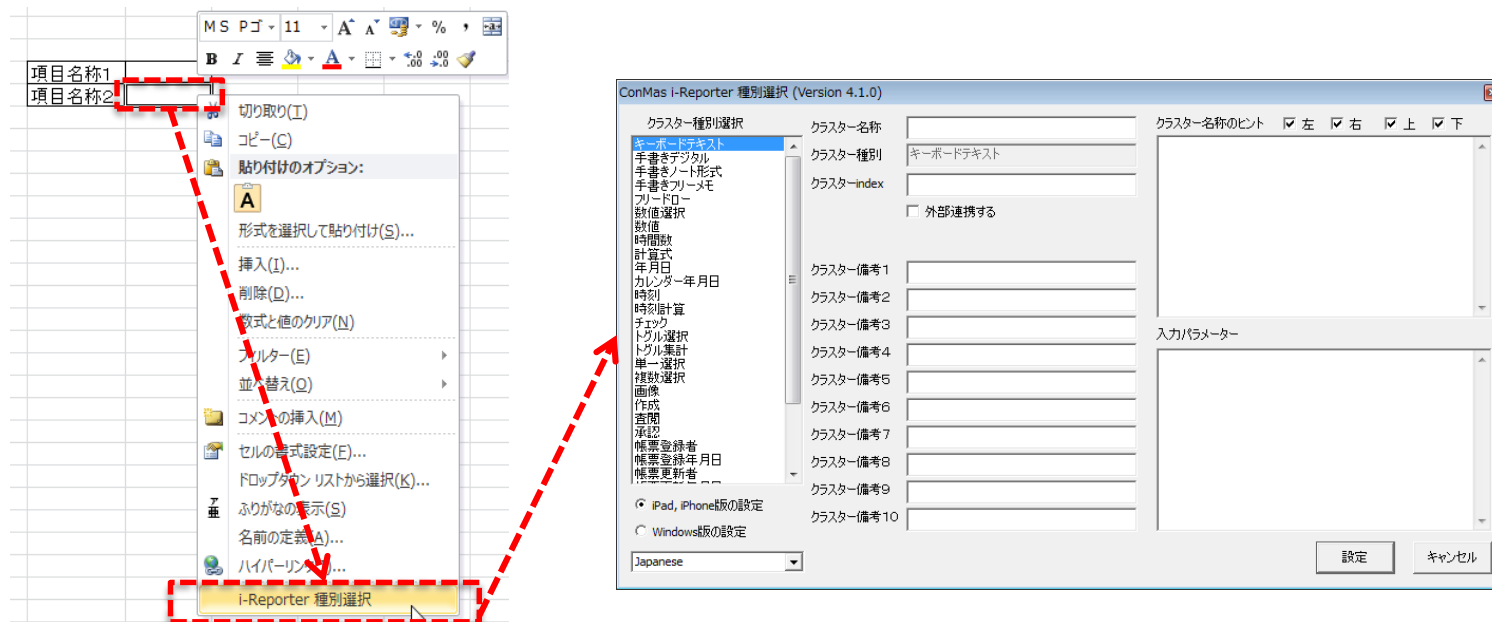 MS Pゴ 11 A A % ,
B I A .0 .00 .00 .0
項目名称1
項目名称2
切り取り(T)
コピー(C)
貼り付けのオプション:
A
形式を選択して貼り付け(S)...
挿入(I)...
削除(D)...
数式と値のクリア(N)
フィルター(E)
並べ替え(O)
コメントの挿入(M)
セルの書式設定(F)...
ドロップダウン リストから選択(K)...
ふりがなの表示(S)
名前の定義(A)...
ハイパーリンク
i-Reporter 種別選択
ConMas i-Reporter 種別選択 (Version 4.1.0)
クラスター種別選択
キーボードテキスト
手書きデジタル
手書きノート形式
手書きフリーメモ
フリードロー
数値選択
数値
時間数
計算式
年月日
カレンダー年月日
時刻
時刻計算
チェック
トグル選択
トグル集計
単一選択
複数選択
画像
作成
査閲
承認
帳票登録者
帳票登録年月日
帳票更新者
iPad, iPhone版の設定
Windows版の設定
Japanese
クラスター名称
クラスター種別 キーボードテキスト
クラスターindex
外部連携する
クラスター備考1
クラスター備考2
クラスター備考3
クラスター備考4
クラスター備考5
クラスター備考6
クラスター備考7
クラスター備考8
クラスター備考9
クラスター備考10
クラスター名称のヒント 左 右 上 下
入力パラメーター
設定 キャンセル